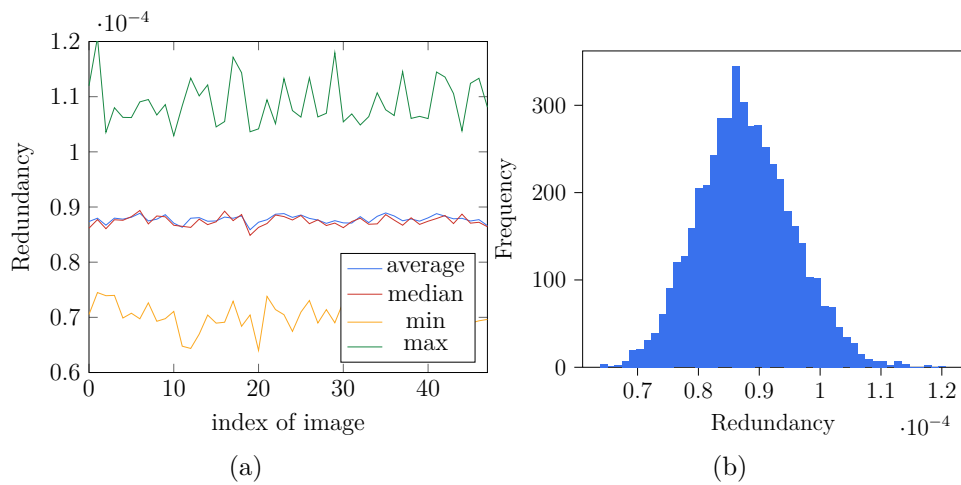 ·10−4
1.2
1.1
1
0.9
0.8
0.7
0.6
Redundancy
average
median
min
max
0
10
20
30
40
index of image
(a)
300
200
100
0
Frequency
0.7
0.8
0.9
1
1.1
1.2
Redundancy
·10−4
(b)